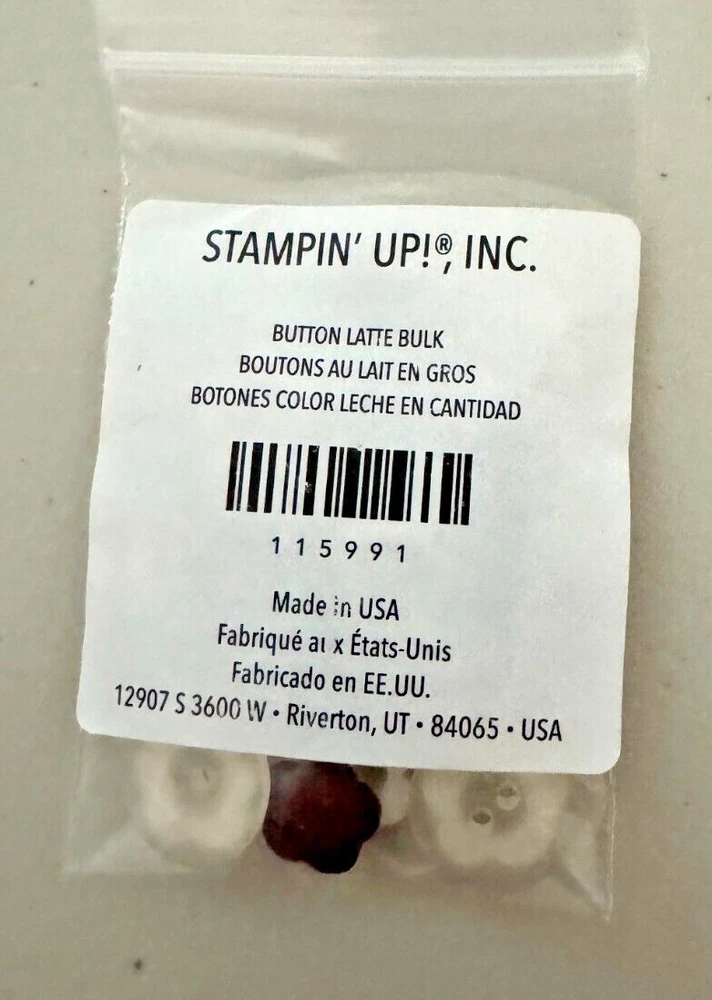 STAMPIN' UP!®, INC.
BUTTON LATTE BULK
BOUTONS AU LAIT EN GROS
BOTONES COLOR LECHE EN CANTIDAD
115991
Made in USA
Fabriqué aux États-Unis
Fabricado en EE.UU.
12907 S 3600 W • Riverton, UT • 84065 • USA